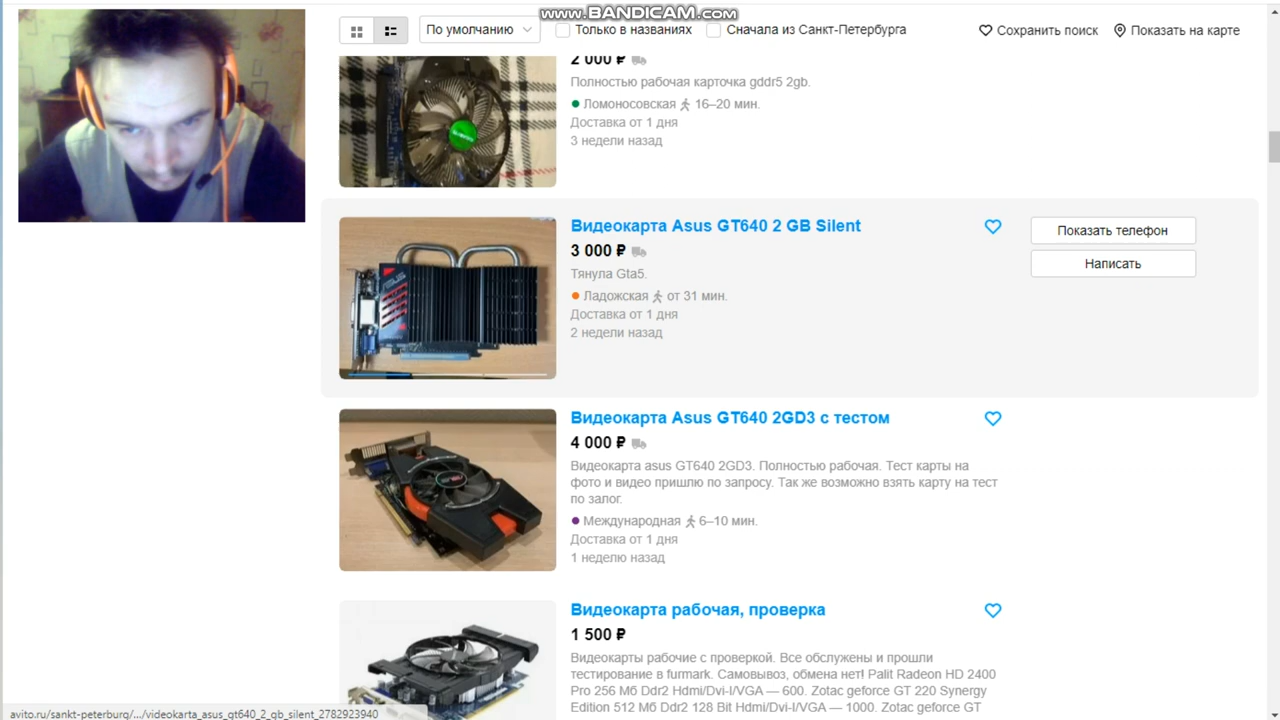 www.BANDICAM.com
По умолчанию
Только в названиях
Сначала из Санкт-Петербурга
Сохранить поиск
Показать на карте
2 000 ₽
Полностью рабочая карточка gddr5 2gb.
Ломоносовская 16–20 мин.
Доставка от 1 дня
3 недели назад
Видеокарта Asus GT640 2 GB Silent
3 000 ₽
Тянула Gta5.
Ладожская от 31 мин.
Доставка от 1 дня
2 недели назад
Показать телефон
Написать
Видеокарта Asus GT640 2GD3 с тестом
4 000 ₽
Видеокарта asus GT640 2GD3. Полностью рабочая. Тест карты на
фото и видео пришлю по запросу. Так же возможно взять карту на тест
по залог.
Международная 6–10 мин.
Доставка от 1 дня
1 неделю назад
Видеокарта рабочая, проверка
1 500 ₽
Видеокарты рабочие с проверкой. Все обслужены и прошли
тестирование в furmark. Самовывоз, обмена нет! Palit Radeon HD 2400
Pro 256 Мб Ddr2 Hdmi/Dvi-I/VGA — 600. Zotac geforce GT 220 Synergy
Edition 512 Мб Ddr2 128 Bit Hdmi/Dvi-I/VGA — 1000. Zotac geforce GT
avito.ru/sankt-peterburg/.../videokarta_asus_gt640_2_gb_silent_2782923940